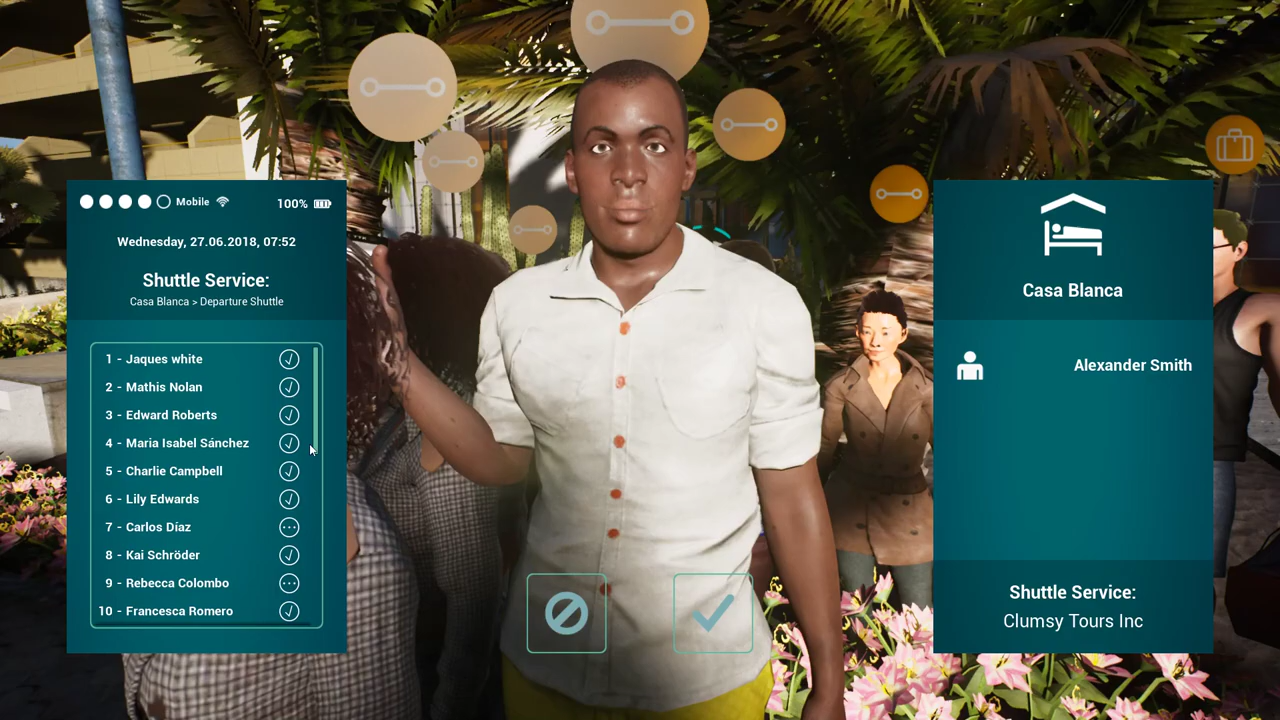 Mobile 100%
Wednesday, 27.06.2018, 07:52
Shuttle Service:
Casa Blanca > Departure Shuttle
1 - Jaques white
2 - Mathis Nolan
3 - Edward Roberts
4 - Maria Isabel Sánchez
5 - Charlie Campbell
6 - Lily Edwards
7 - Carlos Díaz
8 - Kai Schröder
9 - Rebecca Colombo
10 - Francesca Romero
Casa Blanca
Alexander Smith
Shuttle Service:
Clumsy Tours Inc